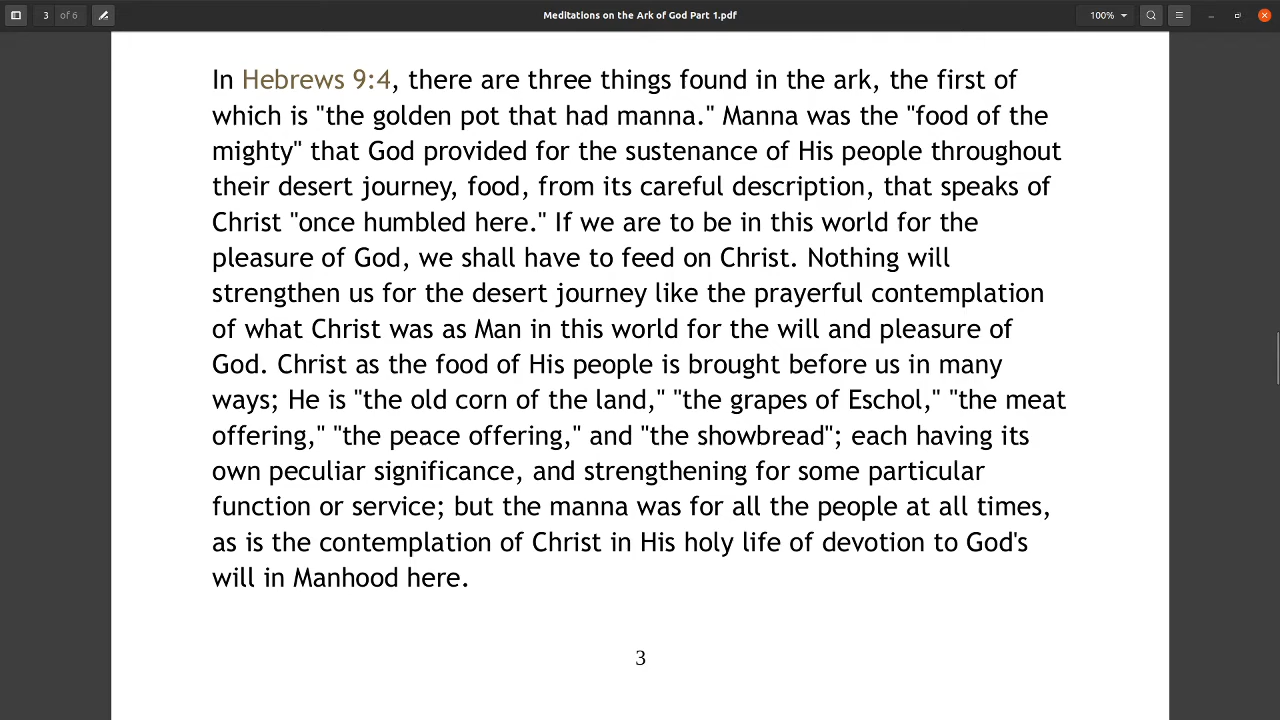 3 of 6
Meditations on the Ark of God Part 1.pdf
100%
In Hebrews 9:4, there are three things found in the ark, the first of
which is "the golden pot that had manna." Manna was the "food of the
mighty" that God provided for the sustenance of His people throughout
their desert journey, food, from its careful description, that speaks of
Christ "once humbled here." If we are to be in this world for the
pleasure of God, we shall have to feed on Christ. Nothing will
strengthen us for the desert journey like the prayerful contemplation
of what Christ was as Man in this world for the will and pleasure of
God. Christ as the food of His people is brought before us in many
ways; He is "the old corn of the land," "the grapes of Eschol," "the meat
offering," "the peace offering," and "the showbread"; each having its
own peculiar significance, and strengthening for some particular
function or service; but the manna was for all the people at all times,
as is the contemplation of Christ in His holy life of devotion to God's
will in Manhood here.
3